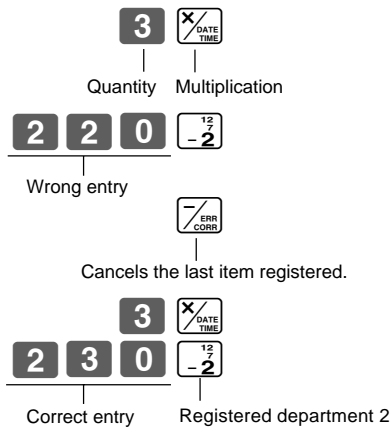 3 × / DATE TIME
Quantity Multiplication
2 2 0 12 7 - 2
Wrong entry
- / ERR CORR
Cancels the last item registered.
3 × / DATE TIME
2 3 0 12 7 - 2
Correct entry Registered department 2